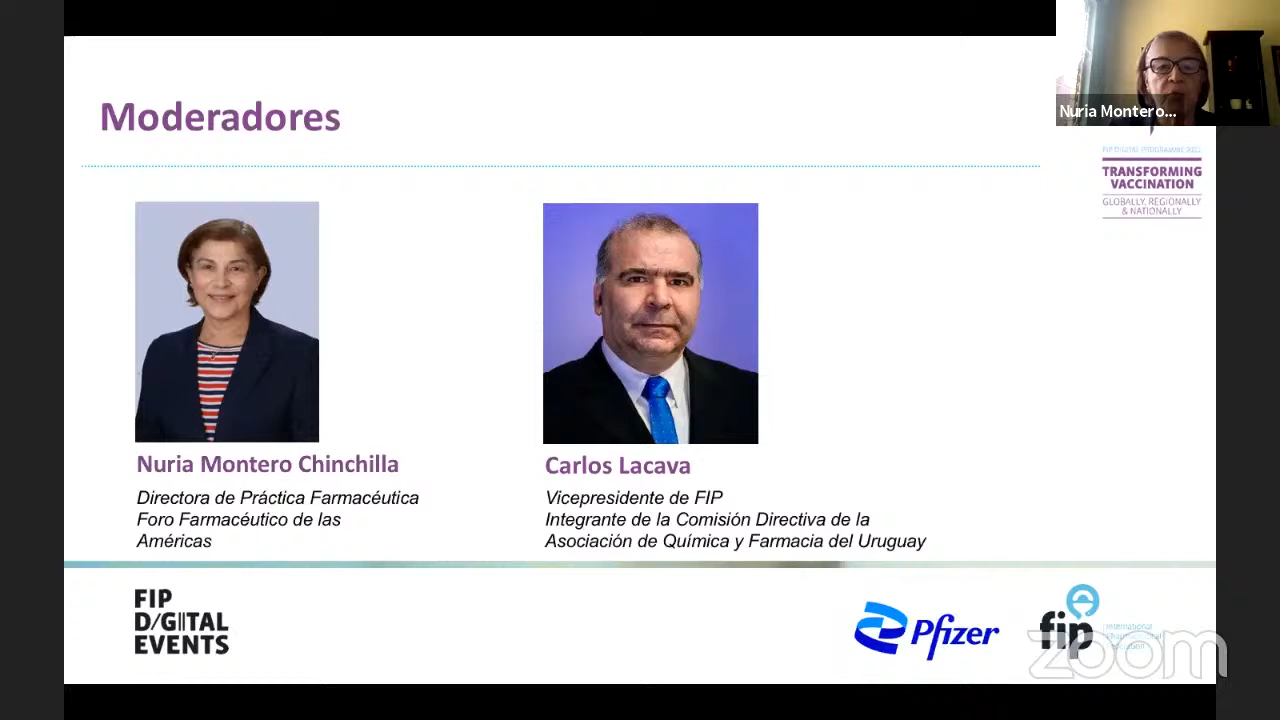 Moderadores
Nuria Montero...
FIP DIGITAL PROGRAMME 2022
TRANSFORMING
VACCINATION
GLOBALLY, REGIONALLY
& NATIONALLY
Nuria Montero Chinchilla
Directora de Práctica Farmacéutica
Foro Farmacéutico de las
Américas
Carlos Lacava
Vicepresidente de FIP
Integrante de la Comisión Directiva de la
Asociación de Química y Farmacia del Uruguay
FIP
DIGITAL
EVENTS
Pfizer
fip
International
zoom